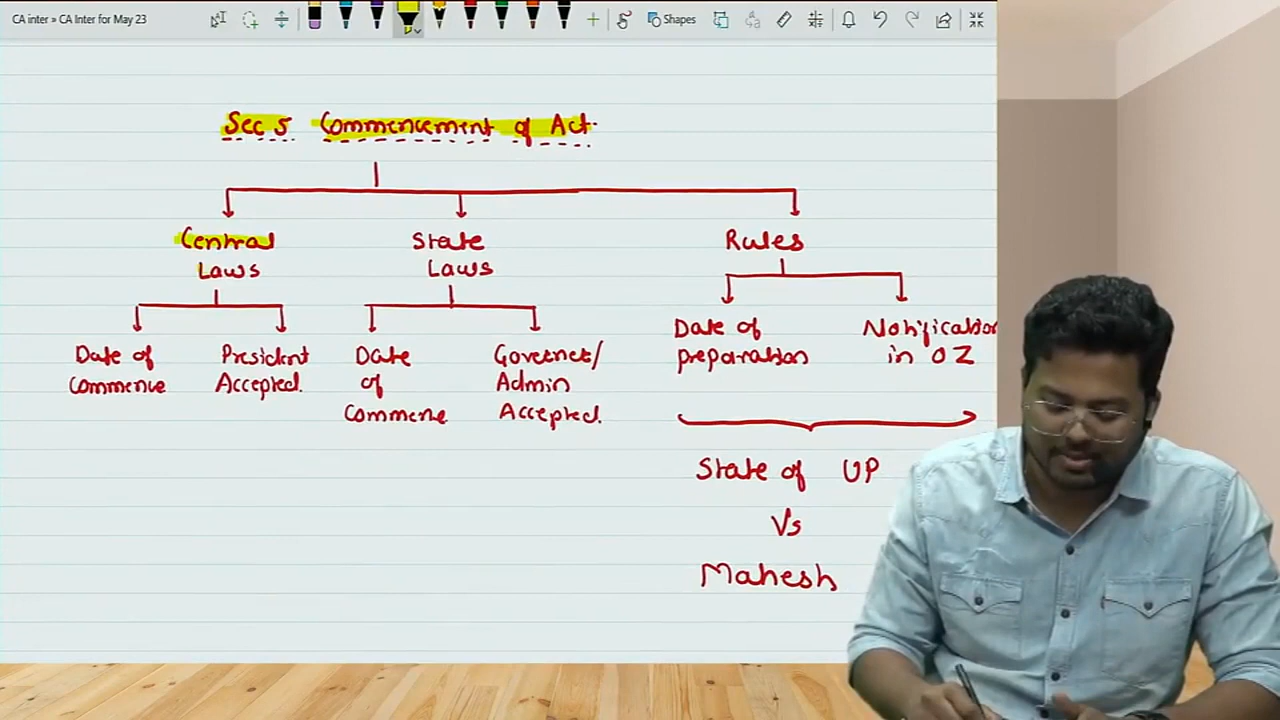 CA inter » CA Inter for May 23
Shapes
Sec 5 Commencement of Act.
Central
Laws
State
Laws
Rules
Date of
Commence
President
Accepted.
Date
of
Commene
Governer/
Admin
Accepted.
Date of
preparation
Notification
in OZ
State of UP
Vs
Mahesh